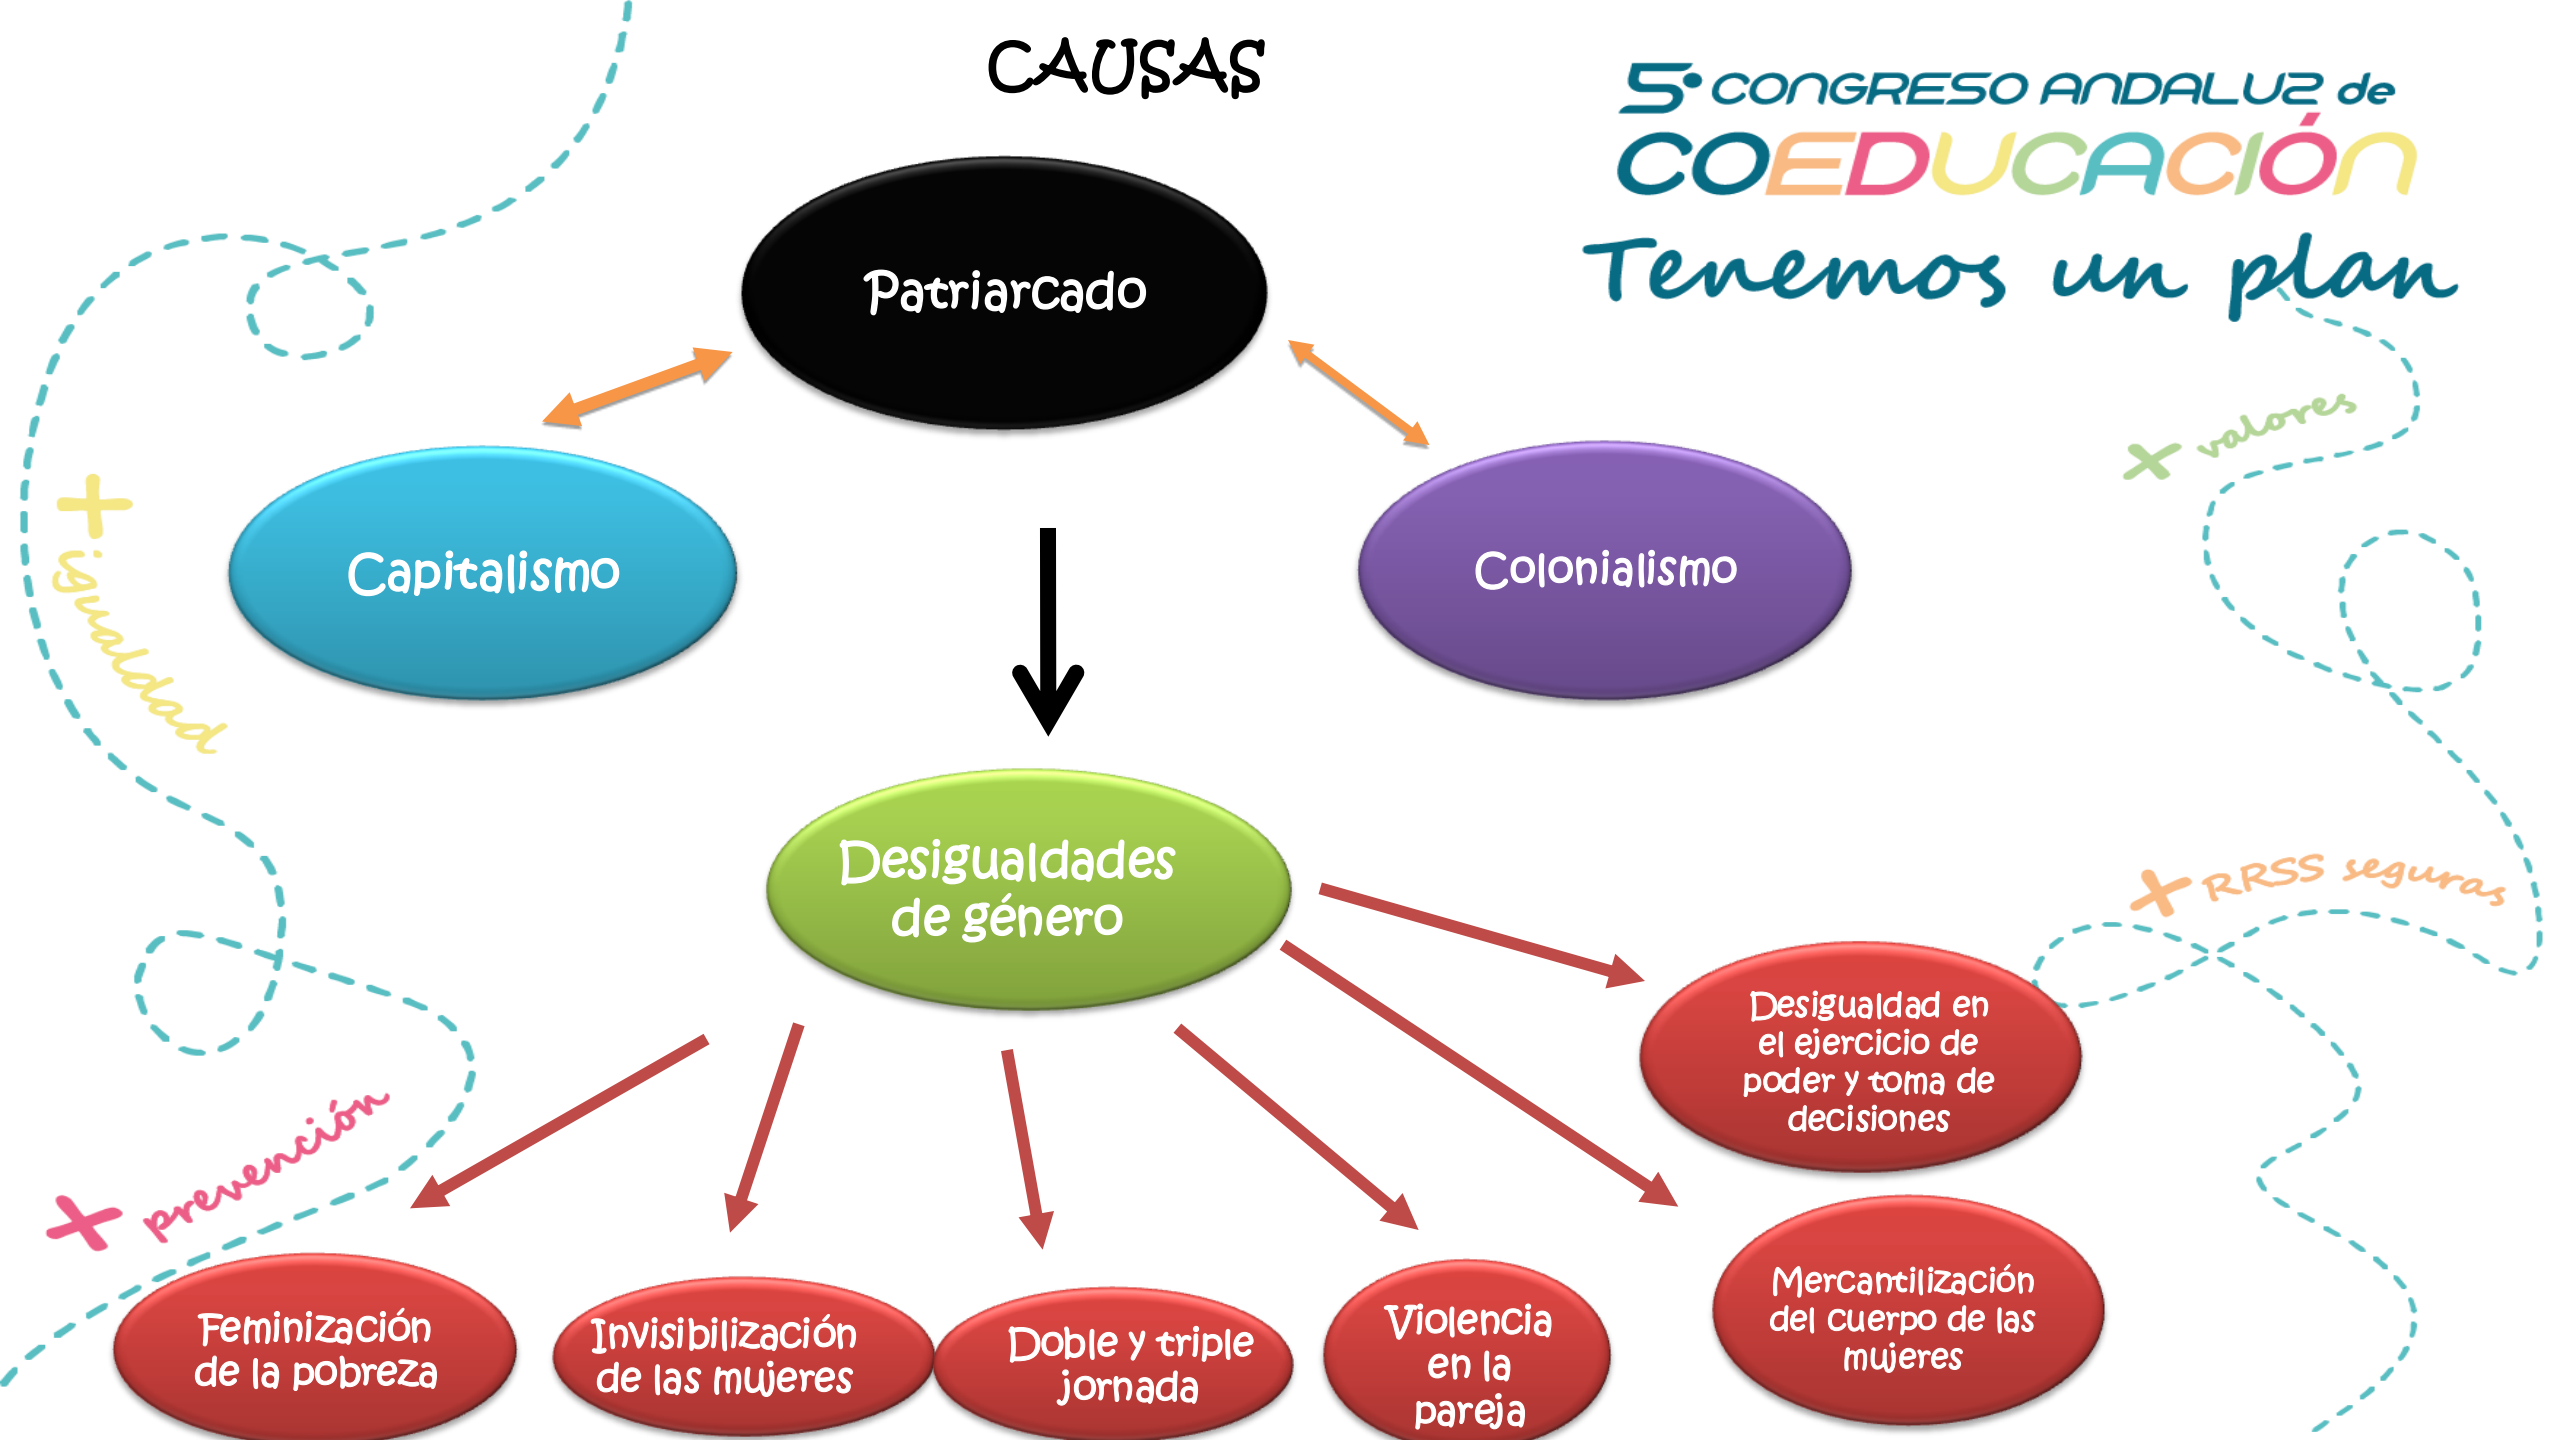 CAUSAS
5º CONGRESO ANDALUZ de
COEDUCACIÓN
Tenemos un plan
Patriarcado
Capitalismo
Colonialismo
+ valores
+ igualdad
Desigualdades
de género
+ RRSS seguras
Desigualdad en
el ejercicio de
poder y toma de
decisiones
+ prevención
Feminización
de la pobreza
Invisibilización
de las mujeres
Doble y triple
jornada
Violencia
en la
pareja
Mercantilización
del cuerpo de las
mujeres